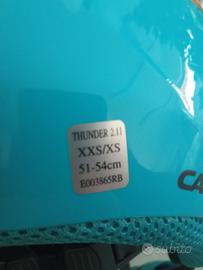 THUNDER 2.11
XXS/XS
51-54cm
E003865RB
CA
subito